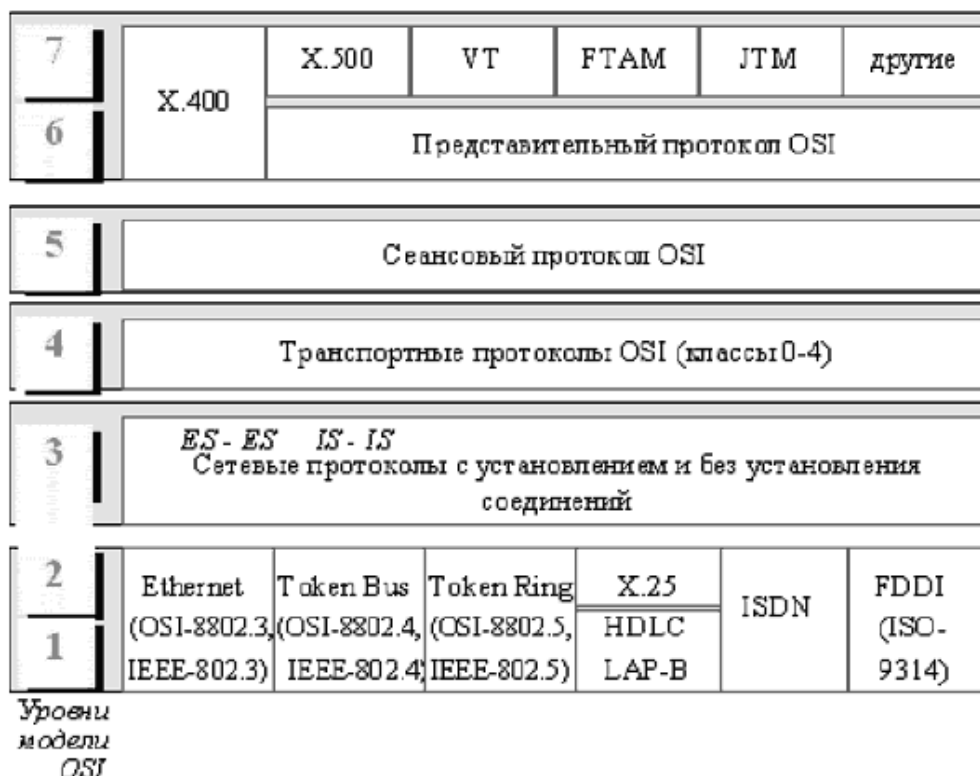 7
X.400
X.500
VT
FTAM
JTM
другие
6
Представительный протокол OSI
5
Сеансовый протокол OSI
4
Транспортные протоколы OSI (классы 0-4)
3
ES - ES IS - IS
Сетевые протоколы с установлением и без установления
соединений
2
1
Ethernet
(OSI-8802.3,
IEEE-802.3)
Token Bus
(OSI-8802.4,
IEEE-802.4
Token Ring
(OSI-8802.5,
IEEE-802.5)
X.25
HDLC
LAP-B
ISDN
FDDI
(ISO-
9314)
Уровни
модели
OSI